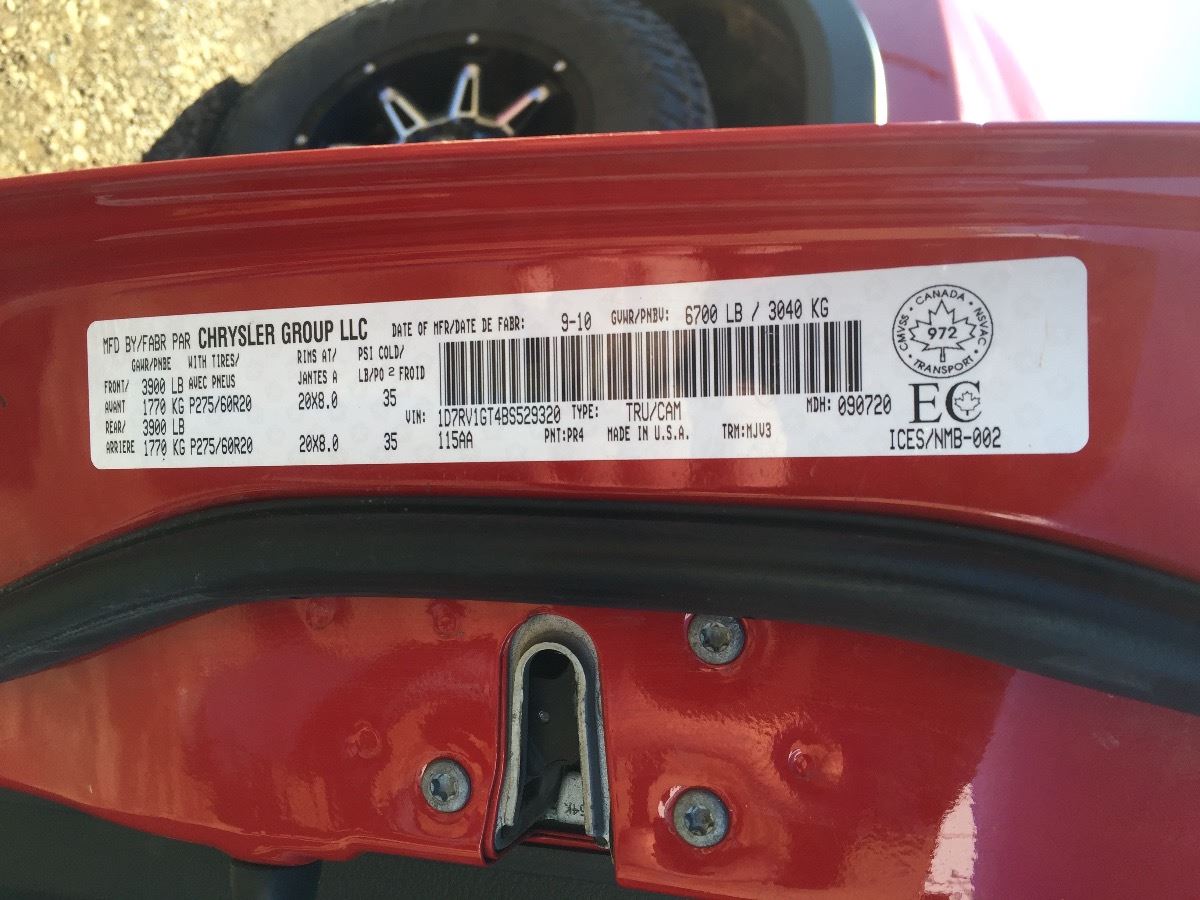 MFD BY/FABR PAR CHRYSLER GROUP LLC DATE OF MFR/DATE DE FABR: 9-10 GVWR/PNBV: 6700 LB / 3040 KG
GAWR/PNBE WITH TIRES/ RIMS AT/ PSI COLD/
FRONT/ 3900 LB AVEC PNEUS JANTES A LB/PO 2 FROID
AVANT 1770 KG P275/60R20 20X8.0 35
VIN: 1D7RV1GT4BS529320 TYPE: TRU/CAM MDH: 090720
REAR/ 3900 LB
ARRIERE 1770 KG P275/60R20 20X8.0 35
115AA PNT:PR4 MADE IN U.S.A. TRM:MJV3
CMVSS • CANADA • NSVAC
972
• TRANSPORT •
EC
ICES/NMB-002